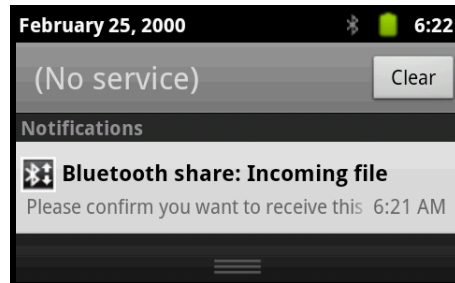 February 25, 2000 6:22
(No service) Clear
Notifications
Bluetooth share: Incoming file
Please confirm you want to receive this 6:21 AM